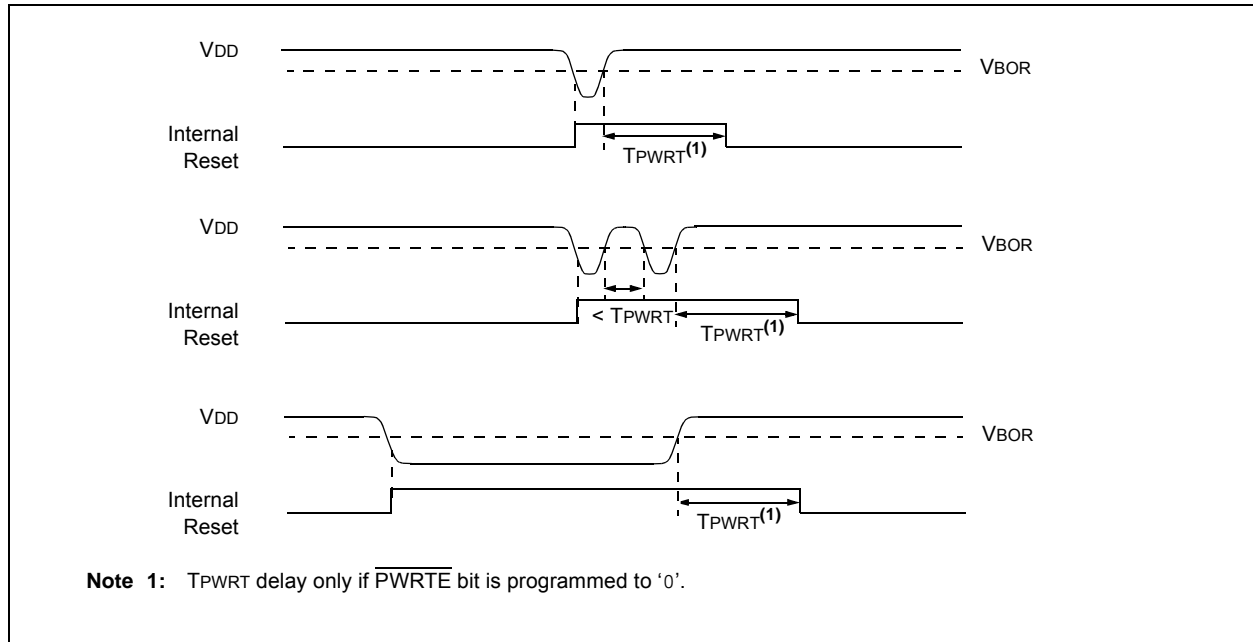 VDD
VBOR
Internal
Reset
TPWRT(1)
VDD
VBOR
Internal
Reset
< TPWRT
TPWRT(1)
VDD
VBOR
Internal
Reset
TPWRT(1)
Note 1: TPWRT delay only if PWRTE bit is programmed to ‘0’.